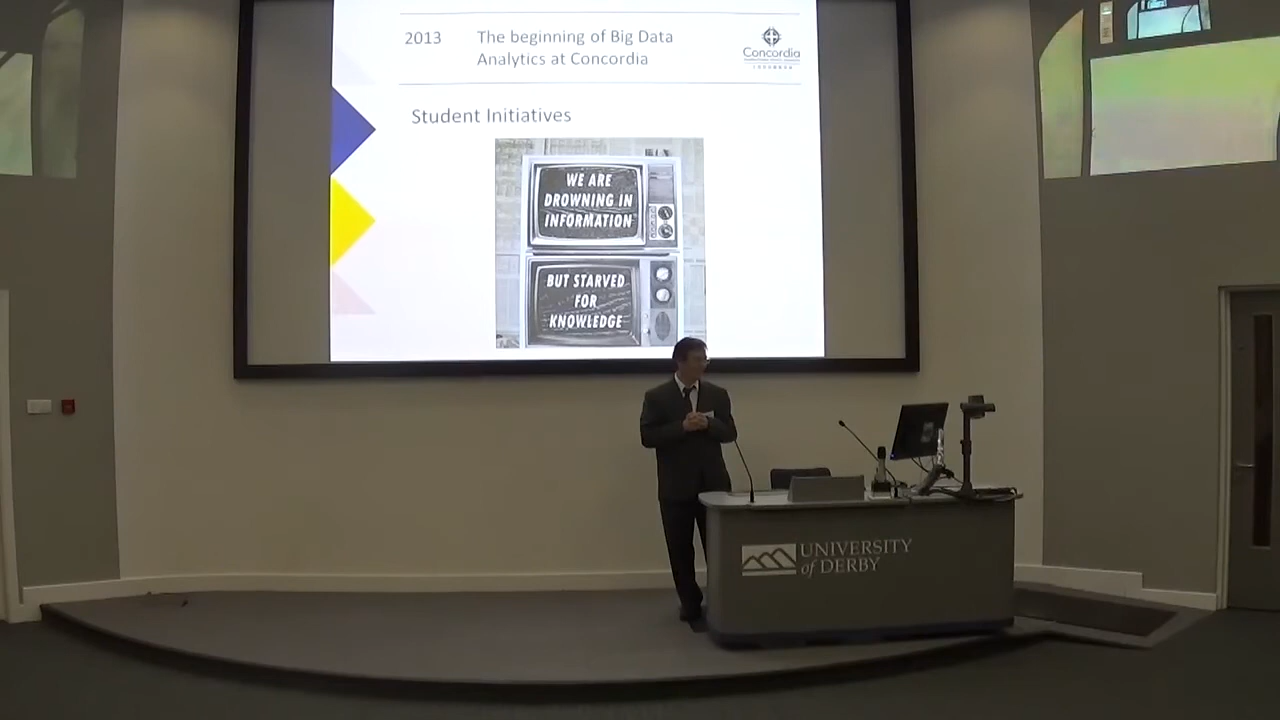 2013
The beginning of Big Data
Analytics at Concordia
Concordia
Student Initiatives
WE ARE
DROWNING IN
INFORMATION
BUT STARVED
FOR
KNOWLEDGE
UNIVERSITY
of DERBY